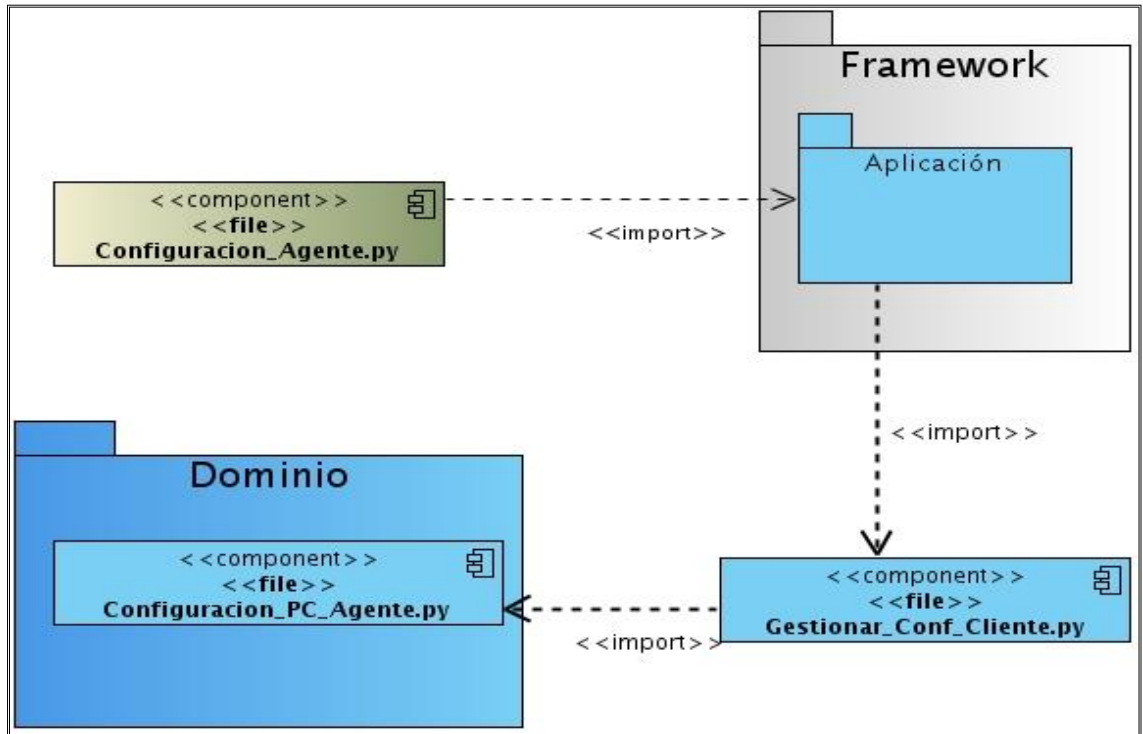 Framework
Aplicación
<<component>>
<<file>>
Configuracion_Agente.py
<<import>>
<<import>>
Dominio
<<component>>
<<file>>
Configuracion_PC_Agente.py
<<import>>
<<component>>
<<file>>
Gestionar_Conf_Cliente.py